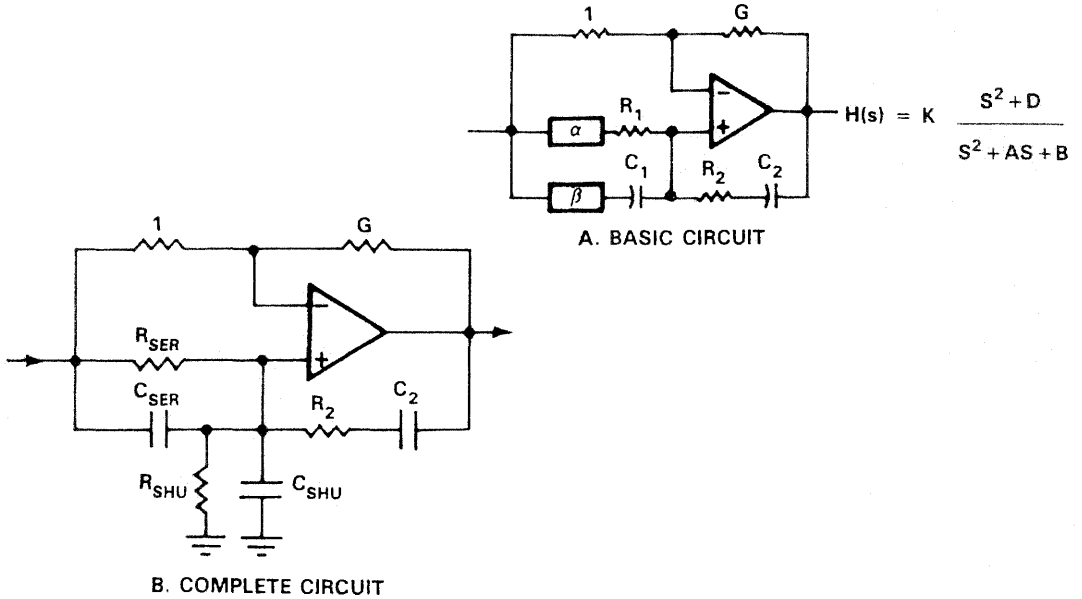 1
G
α
R1
−
+
H(s) = K
S² + D
S² + AS + B
β
C1
R2
C2
A. BASIC CIRCUIT
1
G
RSER
−
+
CSER
R2
C2
RSHU
CSHU
B. COMPLETE CIRCUIT